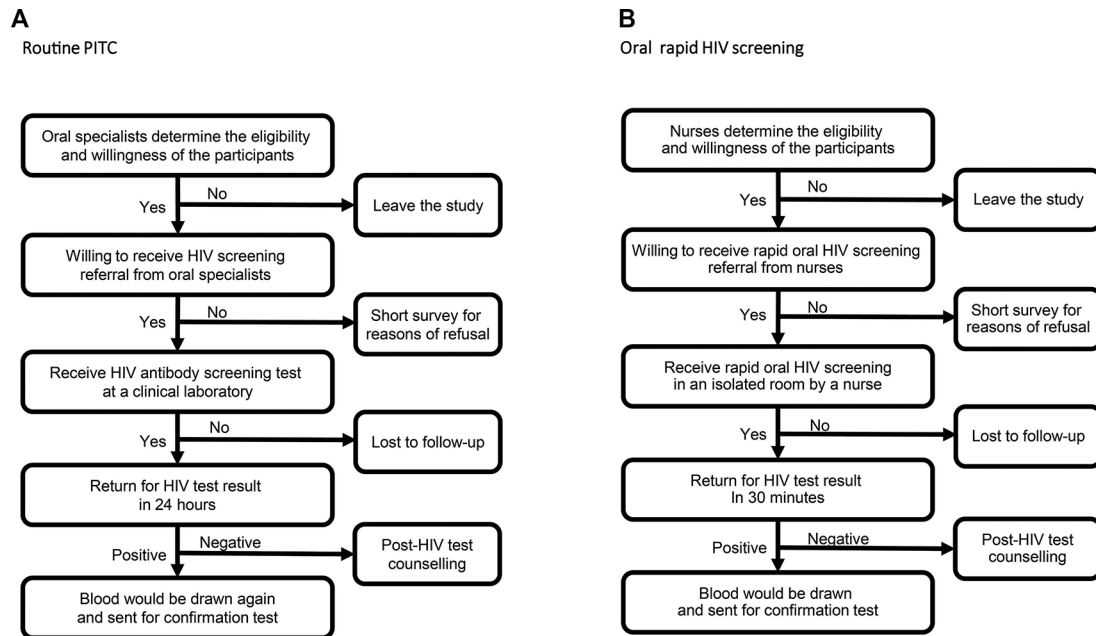 A
Routine PITC
Oral specialists determine the eligibility
and willingness of the participants
No
Yes
Leave the study
Willing to receive HIV screening
referral from oral specialists
No
Yes
Short survey for
reasons of refusal
Receive HIV antibody screening test
at a clinical laboratory
No
Yes
Lost to follow-up
Return for HIV test result
in 24 hours
Negative
Positive
Post-HIV test
counselling
Blood would be drawn again
and sent for confirmation test
B
Oral rapid HIV screening
Nurses determine the eligibility
and willingness of the participants
No
Yes
Leave the study
Willing to receive rapid oral HIV screening
referral from nurses
No
Yes
Short survey for
reasons of refusal
Receive rapid oral HIV screening
in an isolated room by a nurse
No
Yes
Lost to follow-up
Return for HIV test result
In 30 minutes
Negative
Positive
Post-HIV test
counselling
Blood would be drawn
and sent for confirmation test